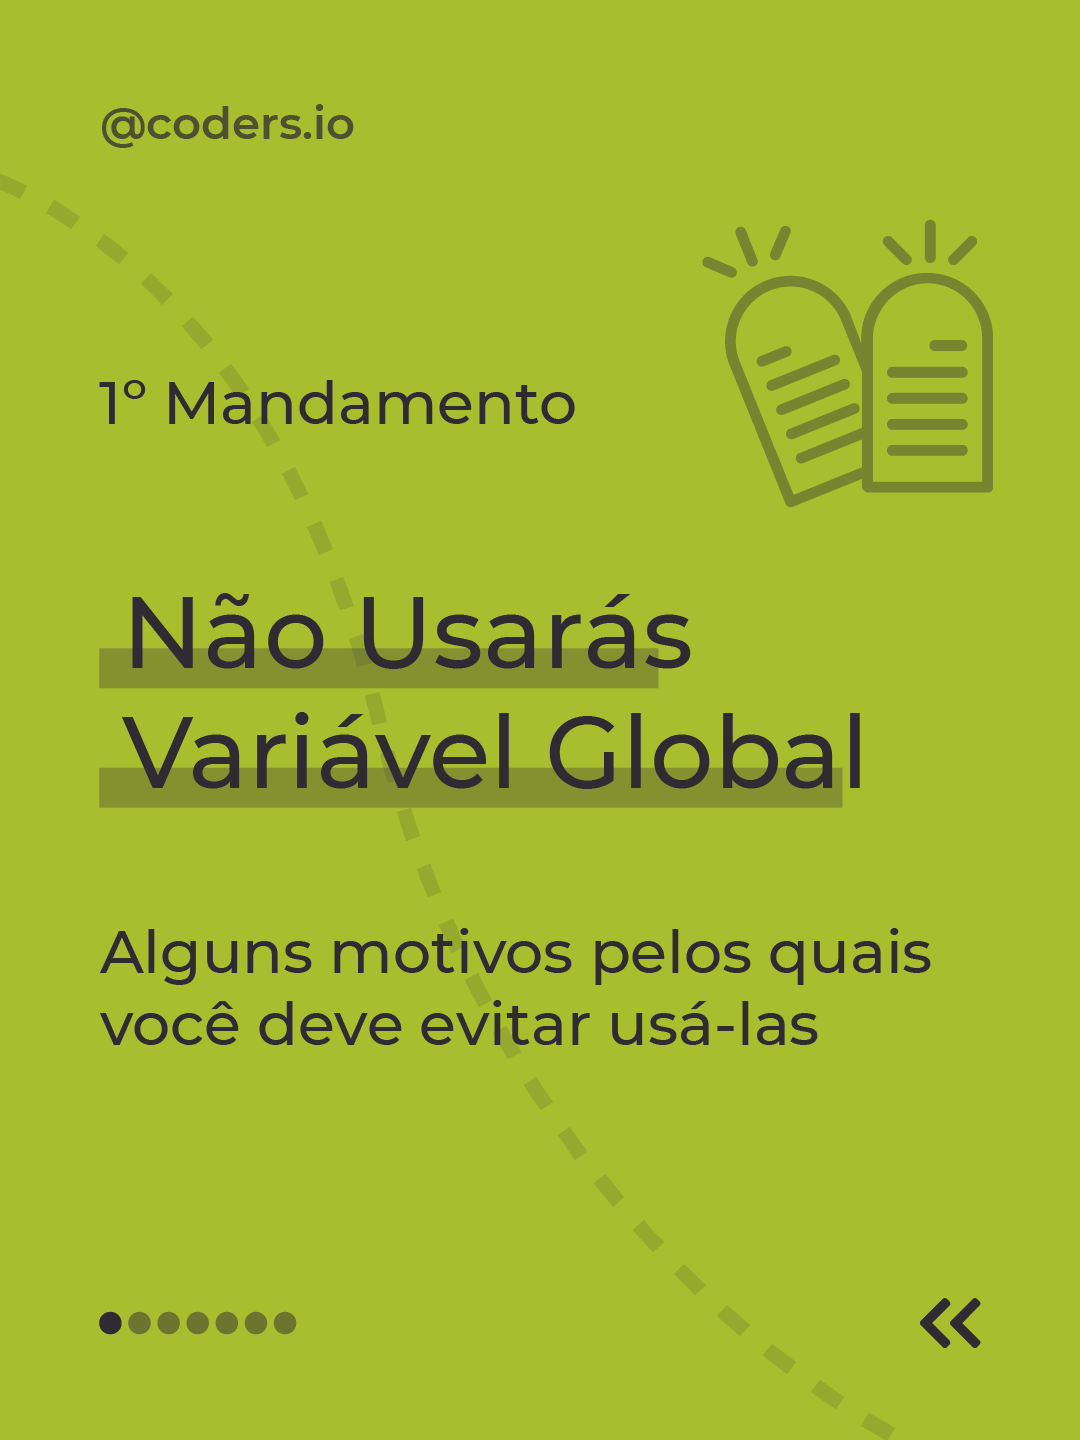 @coders.io
1º Mandamento
Não Usarás
Variável Global
Alguns motivos pelos quais
você deve evitar usá-las